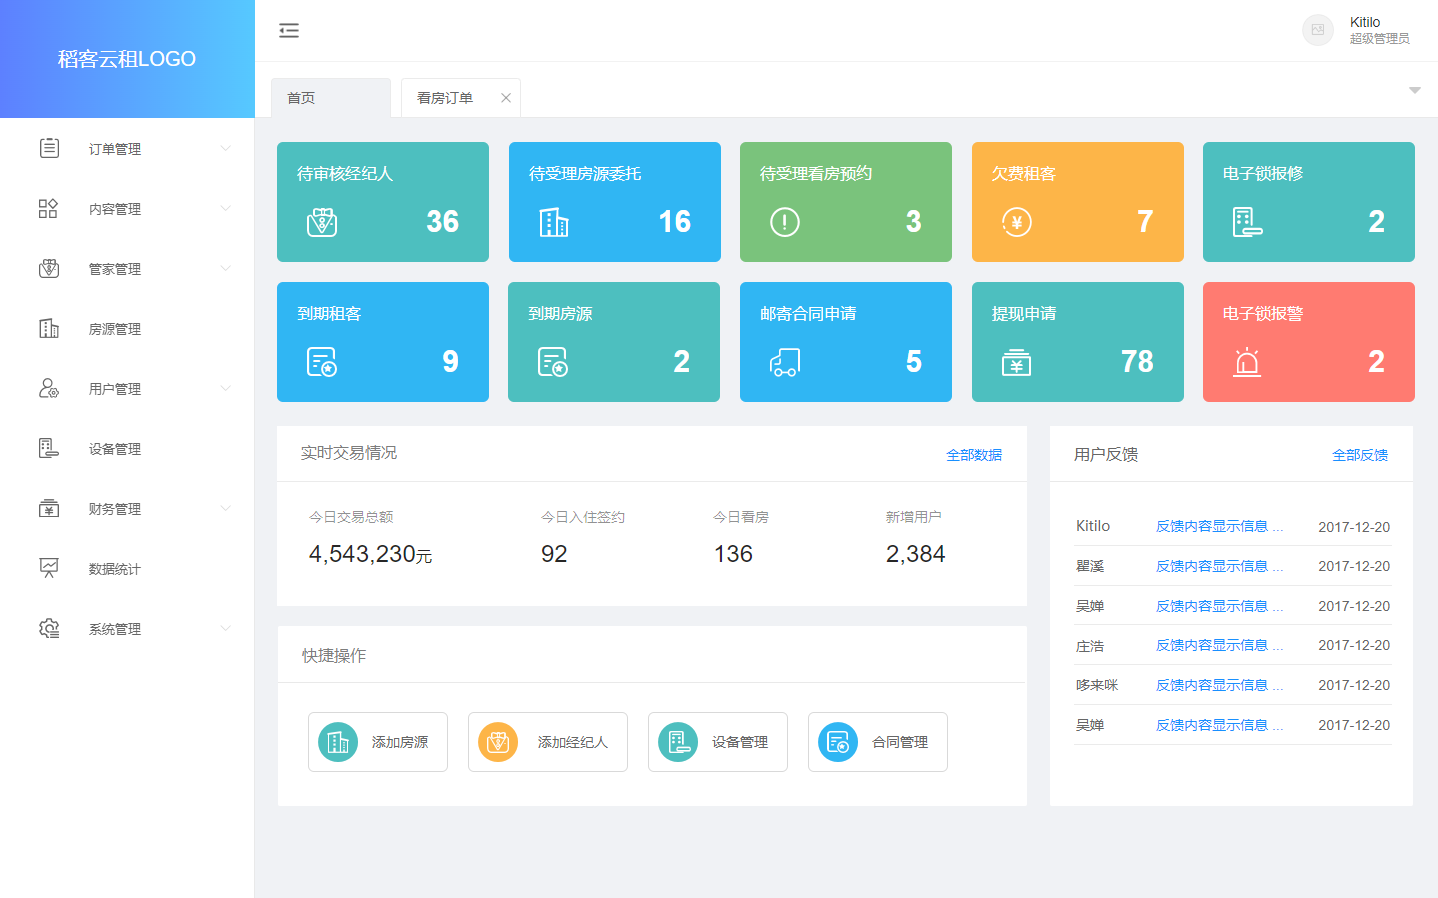 稻客云租LOGO
Kitilo
超级管理员
首页
看房订单
订单管理
内容管理
管家管理
房源管理
用户管理
设备管理
财务管理
数据统计
系统管理
待审核经纪人
36
待受理房源委托
16
待受理看房预约
3
欠费租客
7
电子锁报修
2
到期租客
9
到期房源
2
邮寄合同申请
5
提现申请
78
电子锁报警
2
实时交易情况
全部数据
今日交易总额
4,543,230元
今日入住签约
92
今日看房
136
新增用户
2,384
快捷操作
添加房源
添加经纪人
设备管理
合同管理
用户反馈
全部反馈
Kitilo 反馈内容显示信息 ... 2017-12-20
瞿溪 反馈内容显示信息 ... 2017-12-20
吴婵 反馈内容显示信息 ... 2017-12-20
庄浩 反馈内容显示信息 ... 2017-12-20
哆来咪 反馈内容显示信息 ... 2017-12-20
吴婵 反馈内容显示信息 ... 2017-12-20